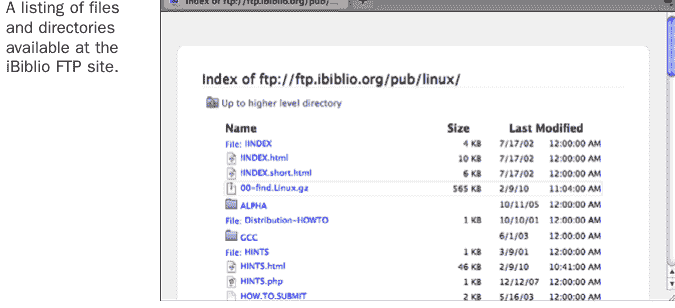 A listing of files
and directories
available at the
iBiblio FTP site.
Index of ftp://ftp.ibiblio.org/pub/...
Index of ftp://ftp.ibiblio.org/pub/linux/
Up to higher level directory
Name Size Last Modified
File: !INDEX 4 KB 7/17/02 12:00:00 AM
!INDEX.html 10 KB 7/17/02 12:00:00 AM
!INDEX.short.html 6 KB 7/17/02 12:00:00 AM
00-find.Linux.gz 565 KB 2/9/10 11:04:00 AM
ALPHA 10/11/05 12:00:00 AM
File: Distribution-HOWTO 1 KB 10/10/01 12:00:00 AM
GCC 6/1/03 12:00:00 AM
File: HINTS 1 KB 3/9/01 12:00:00 AM
HINTS.html 46 KB 2/9/10 10:41:00 AM
HINTS.php 1 KB 12/12/07 12:00:00 AM
HOW.TO.SUBMIT 2 KB 5/16/03 12:00:00 AM